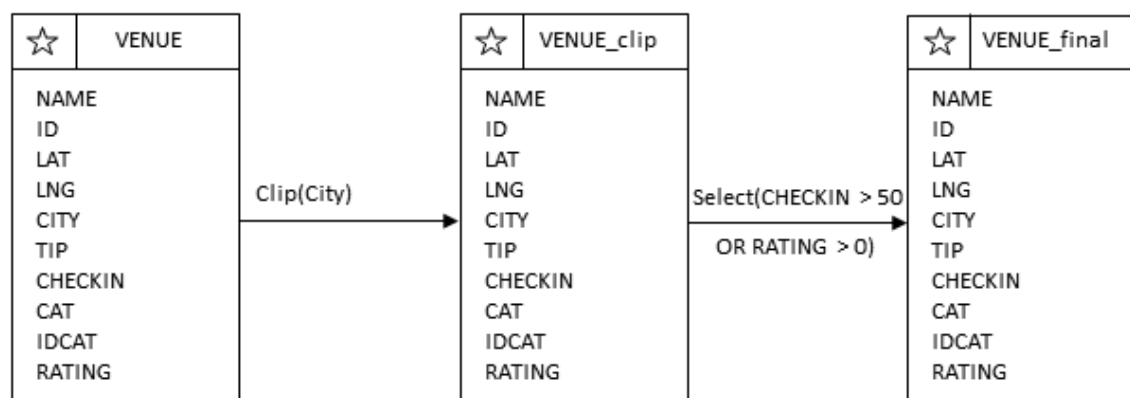 VENUE
NAME
ID
LAT
LNG
CITY
TIP
CHECKIN
CAT
IDCAT
RATING
Clip(City)
VENUE_clip
NAME
ID
LAT
LNG
CITY
TIP
CHECKIN
CAT
IDCAT
RATING
Select(CHECKIN > 50
OR RATING > 0)
VENUE_final
NAME
ID
LAT
LNG
CITY
TIP
CHECKIN
CAT
IDCAT
RATING